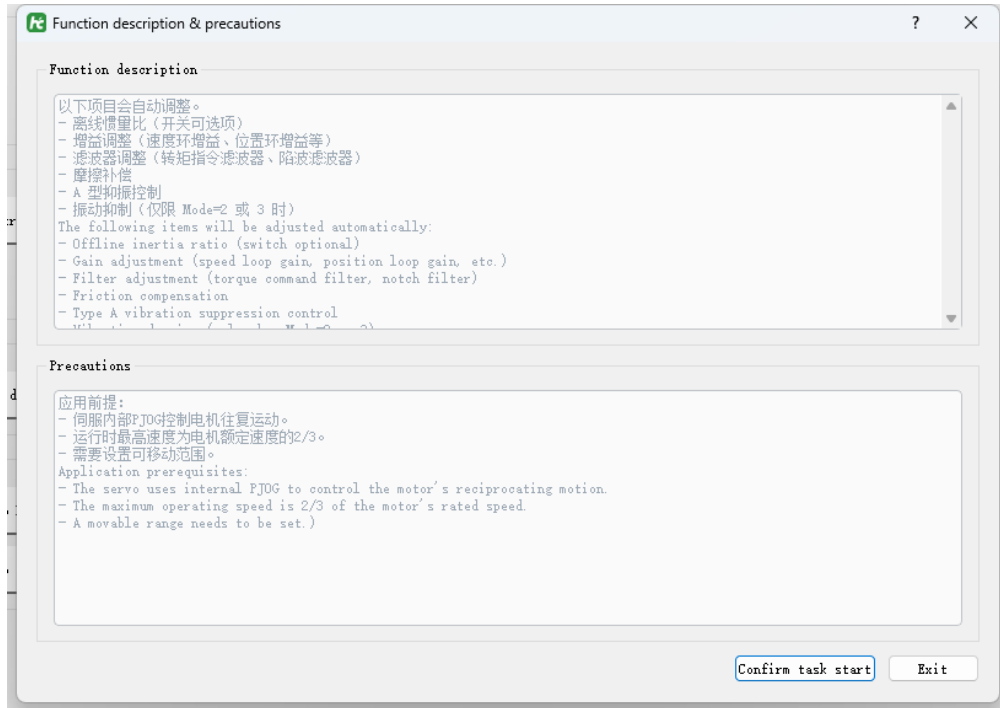 Function description & precautions
Function description
以下项目会自动调整。
- 离线惯量比（开关可选项）
- 增益调整（速度环增益、位置环增益等）
- 滤波器调整（转矩指令滤波器、陷波滤波器）
- 摩擦补偿
- A 型抑振控制
- 振动抑制（仅限 Mode=2 或 3 时）
The following items will be adjusted automatically:
- Offline inertia ratio (switch optional)
- Gain adjustment (speed loop gain, position loop gain, etc.)
- Filter adjustment (torque command filter, notch filter)
- Friction compensation
- Type A vibration suppression control
Precautions
应用前提:
- 伺服内部PJOG控制电机往复运动。
- 运行时最高速度为电机额定速度的2/3。
- 需要设置可移动范围。
Application prerequisites:
- The servo uses internal PJOG to control the motor's reciprocating motion.
- The maximum operating speed is 2/3 of the motor's rated speed.
- A movable range needs to be set.)
Confirm task start
Exit